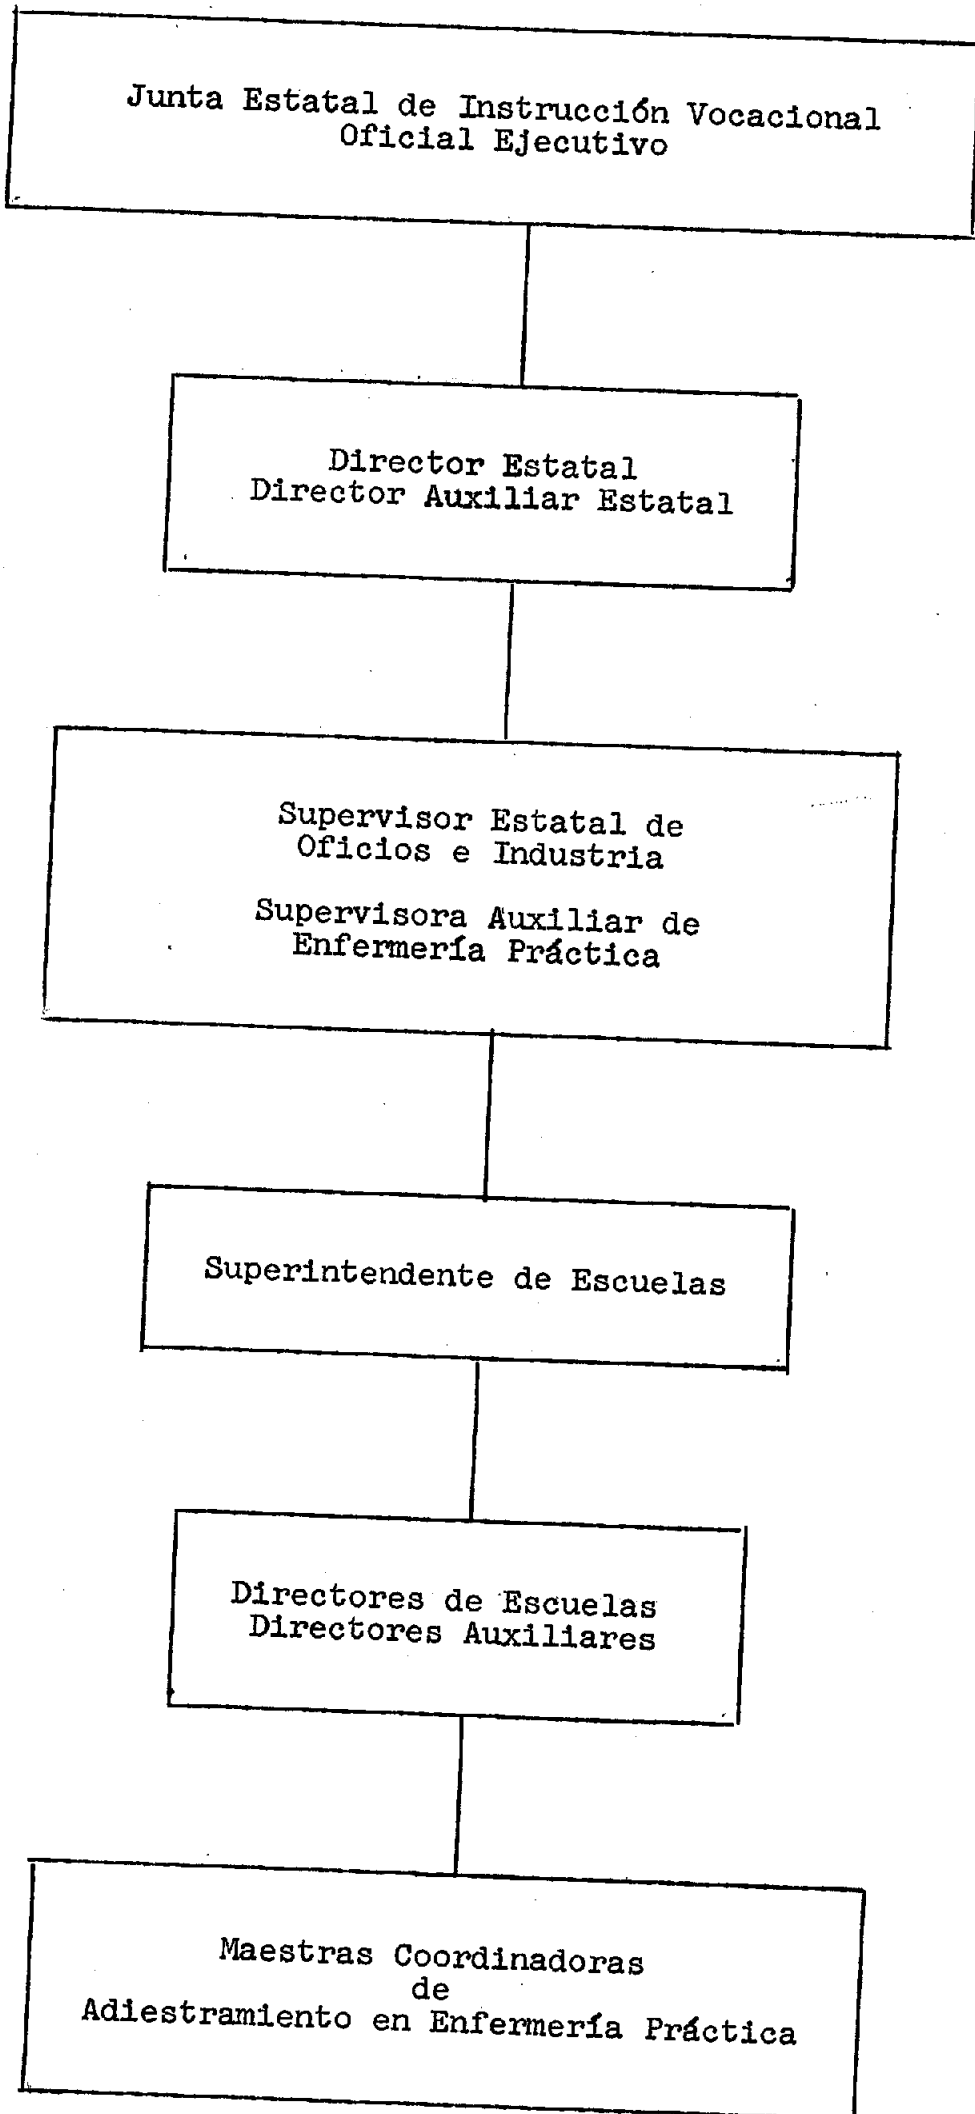 Junta Estatal de Instrucción Vocacional
Oficial Ejecutivo
Director Estatal
Director Auxiliar Estatal
Supervisor Estatal de
Oficios e Industria
Supervisora Auxiliar de
Enfermería Práctica
Superintendente de Escuelas
Directores de Escuelas
Directores Auxiliares
Maestras Coordinadoras
de
Adiestramiento en Enfermería Práctica